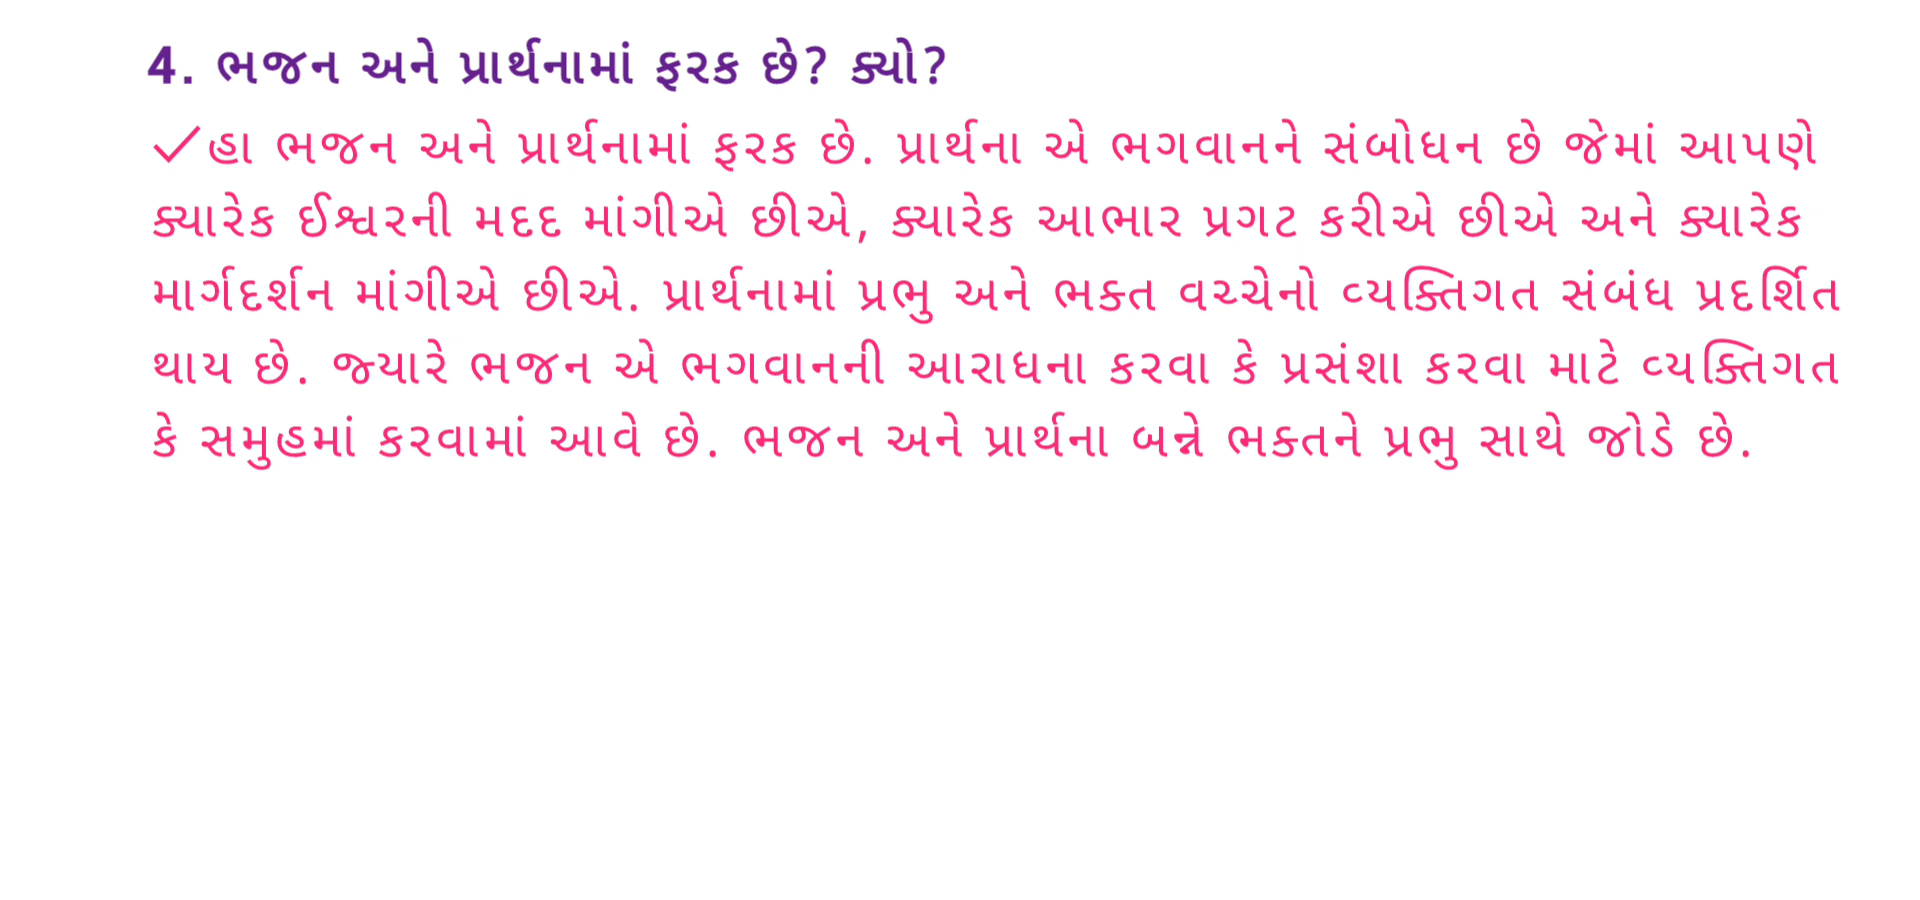 4. ભજન અને પ્રાર્થનામાં ફરક છે? ક્યો?
✓હા ભજન અને પ્રાર્થનામાં ફરક છે. પ્રાર્થના એ ભગવાનને સંબોધન છે જેમાં આપણે
ક્યારેક ઈશ્વરની મદદ માંગીએ છીએ, ક્યારેક આભાર પ્રગટ કરીએ છીએ અને ક્યારેક
માર્ગદર્શન માંગીએ છીએ. પ્રાર્થનામાં પ્રભુ અને ભક્ત વચ્ચેનો વ્યક્તિગત સંબંધ પ્રદર્શિત
થાય છે. જ્યારે ભજન એ ભગવાનની આરાધના કરવા કે પ્રસંશા કરવા માટે વ્યક્તિગત
કે સમુહમાં કરવામાં આવે છે. ભજન અને પ્રાર્થના બન્ને ભક્તને પ્રભુ સાથે જોડે છે.